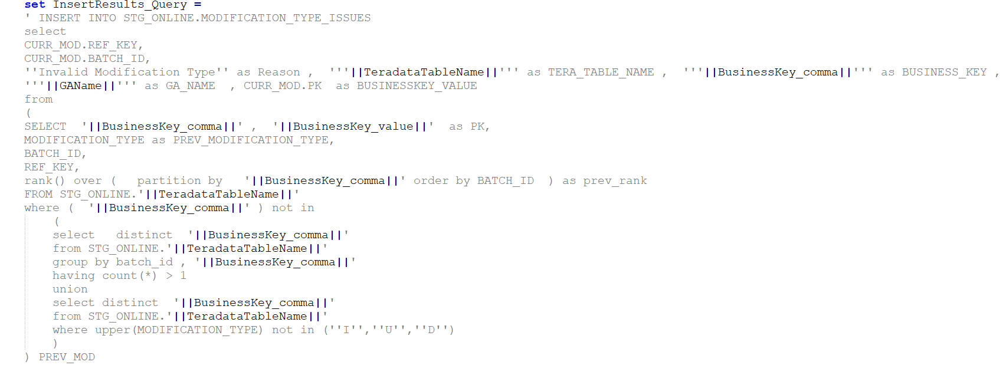 set InsertResults_Query =
' INSERT INTO STG_ONLINE.MODIFICATION_TYPE_ISSUES
select
CURR_MOD.REF_KEY,
CURR_MOD.BATCH_ID,
''Invalid Modification Type'' as Reason ,  '''||TeradataTableName||''' as TERA_TABLE_NAME ,  '''||BusinessKey_comma||''' as BUSINESS_KEY ,
'''||GAName||''' as GA_NAME  , CURR_MOD.PK  as BUSINESSKEY_VALUE
from
(
SELECT  '||BusinessKey_comma||' ,  '||BusinessKey_value||'  as PK,
MODIFICATION_TYPE as PREV_MODIFICATION_TYPE,
BATCH_ID,
REF_KEY,
rank() over (   partition by   '||BusinessKey_comma||' order by BATCH_ID  ) as prev_rank
FROM STG_ONLINE.'||TeradataTableName||'
where (  '||BusinessKey_comma||' ) not in
(
select   distinct  '||BusinessKey_comma||'
from STG_ONLINE.'||TeradataTableName||'
group by batch_id , '||BusinessKey_comma||'
having count(*) > 1
union
select distinct  '||BusinessKey_comma||'
from STG_ONLINE.'||TeradataTableName||'
where upper(MODIFICATION_TYPE) not in (''I'',''U'',''D'')
)
) PREV_MOD